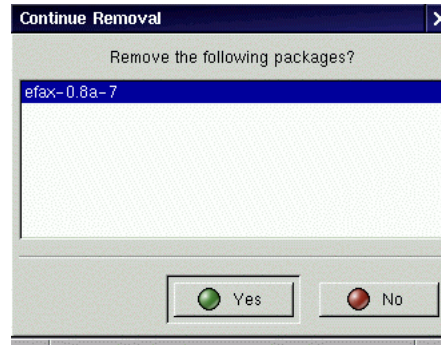 Continue Removal
Remove the following packages?
efax-0.8a-7
Yes
No